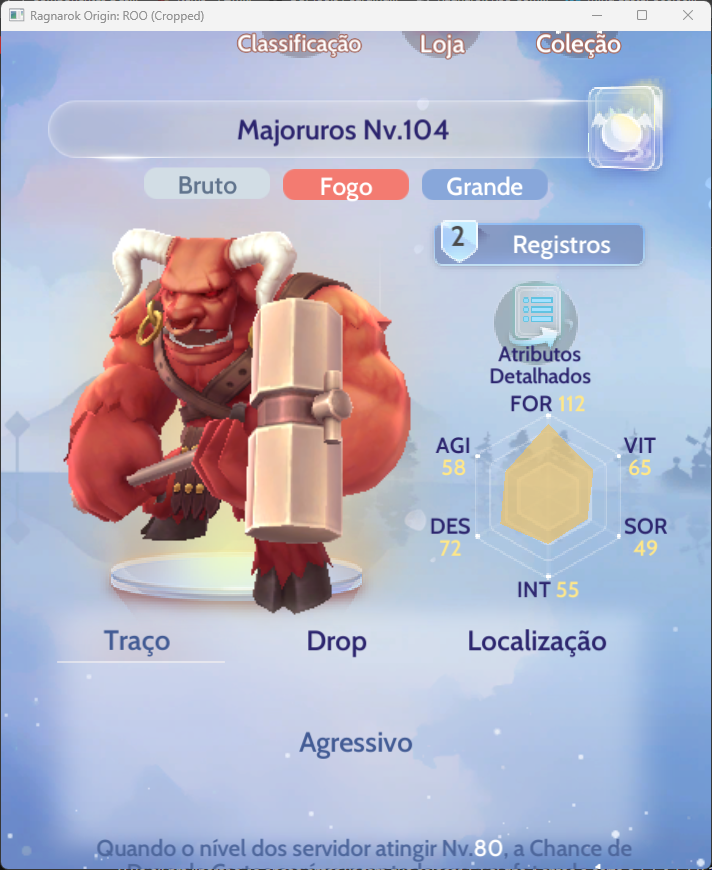 Ragnarok Origin: ROO (Cropped)
Classificação
Loja
Coleção
Majoruros Nv.104
Bruto
Fogo
Grande
2
Registros
Atributos
Detalhados
FOR 112
AGI
58
VIT
65
DES
72
SOR
49
INT 55
Traço
Drop
Localização
Agressivo
Quando o nível dos servidor atingir Nv.80, a Chance de